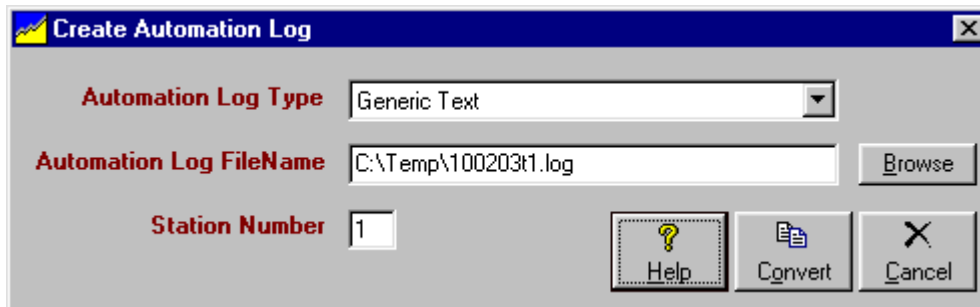 Create Automation Log
Automation Log Type Generic Text
Automation Log FileName C:\Temp\100203t1.log Browse
Station Number 1
Help Convert Cancel